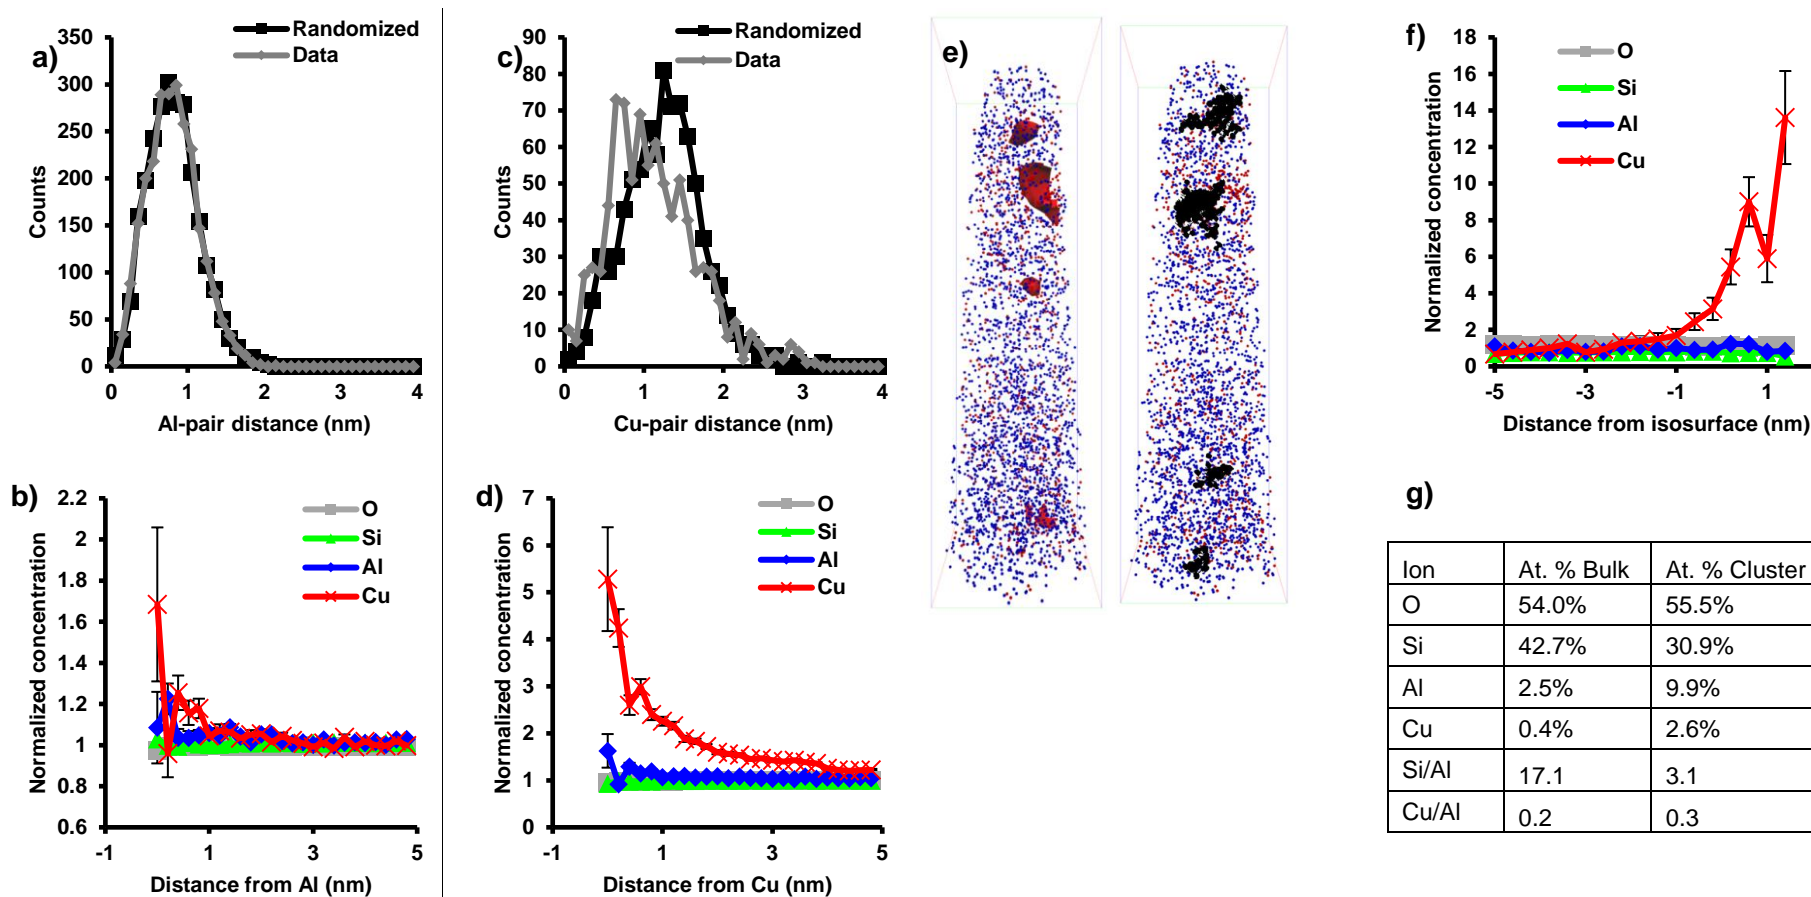 a)
Randomized
Data
350
300
250
200
150
100
50
0
Counts
0 1 2 3 4
Al-pair distance (nm)
b)
2.2
2
1.8
1.6
1.4
1.2
1
0.8
0.6
Normalized concentration
O
Si
Al
Cu
-1 1 3 5
Distance from Al (nm)
c)
Randomized
Data
90
80
70
60
50
40
30
20
10
0
Counts
0 1 2 3 4
Cu-pair distance (nm)
d)
7
6
5
4
3
2
1
0
Normalized concentration
O
Si
Al
Cu
-1 1 3 5
Distance from Cu (nm)
e)
f)
18
16
14
12
10
8
6
4
2
0
Normalized concentration
O
Si
Al
Cu
-5 -3 -1 1
Distance from isosurface (nm)
g)
Ion At. % Bulk At. % Cluster
O 54.0% 55.5%
Si 42.7% 30.9%
Al 2.5% 9.9%
Cu 0.4% 2.6%
Si/Al 17.1 3.1
Cu/Al 0.2 0.3